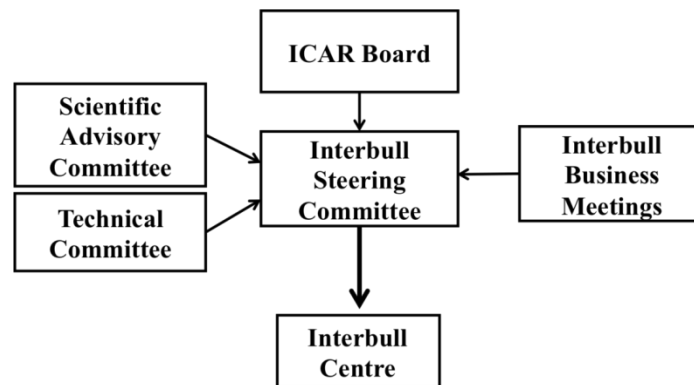 ICAR Board
Scientific
Advisory
Committee
Interbull
Steering
Committee
Interbull
Business
Meetings
Technical
Committee
Interbull
Centre